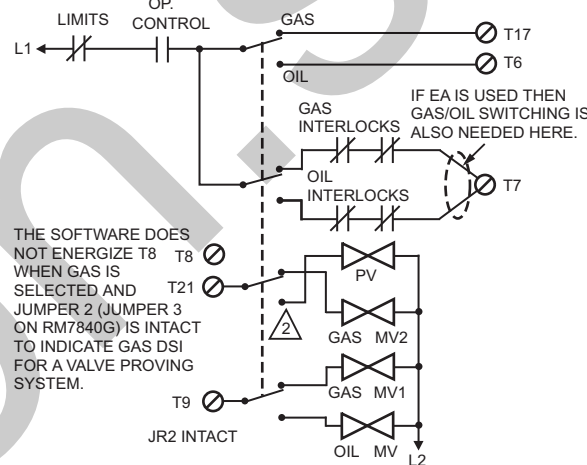 OP.
LIMITS
CONTROL
GAS
L1
T17
T6
OIL
IF EA IS USED THEN
GAS/OIL SWITCHING IS
ALSO NEEDED HERE.
GAS
INTERLOCKS
OIL
INTERLOCKS
T7
THE SOFTWARE DOES
NOT ENERGIZE T8
WHEN GAS IS
SELECTED AND
JUMPER 2 (JUMPER 3
ON RM7840G) IS INTACT
TO INDICATE GAS DSI
FOR A VALVE PROVING
SYSTEM.
T8
T21
PV
2
GAS MV2
GAS MV1
T9
JR2 INTACT
OIL MV
L2